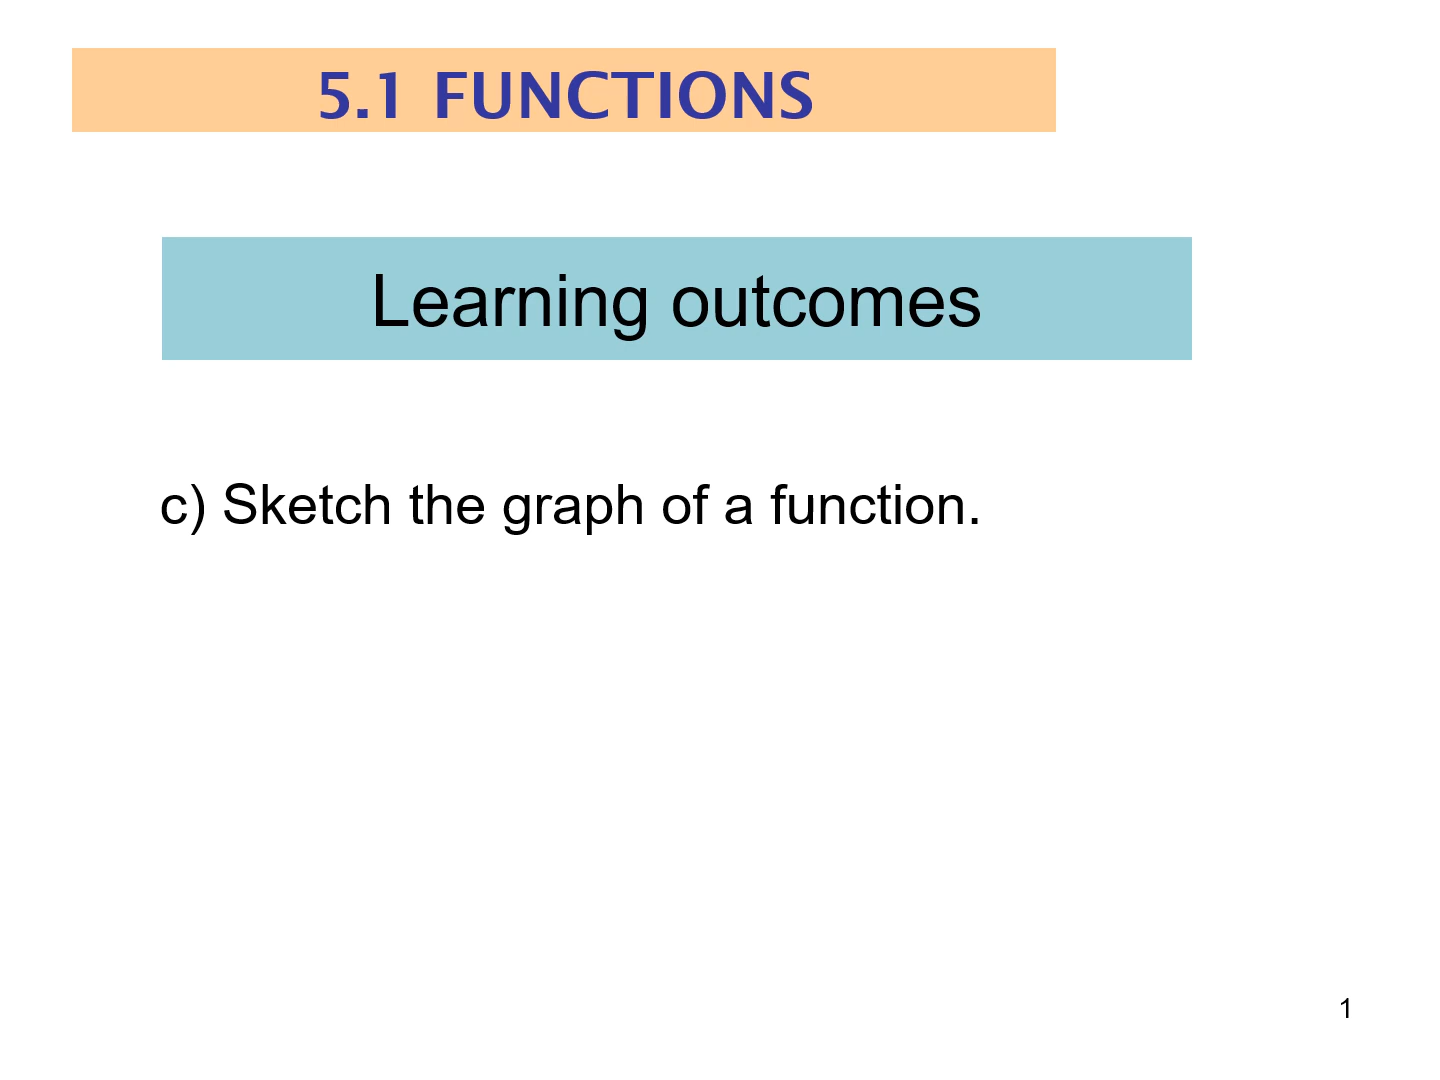 5.1 FUNCTIONS
Learning outcomes
c) Sketch the graph of a function.
1